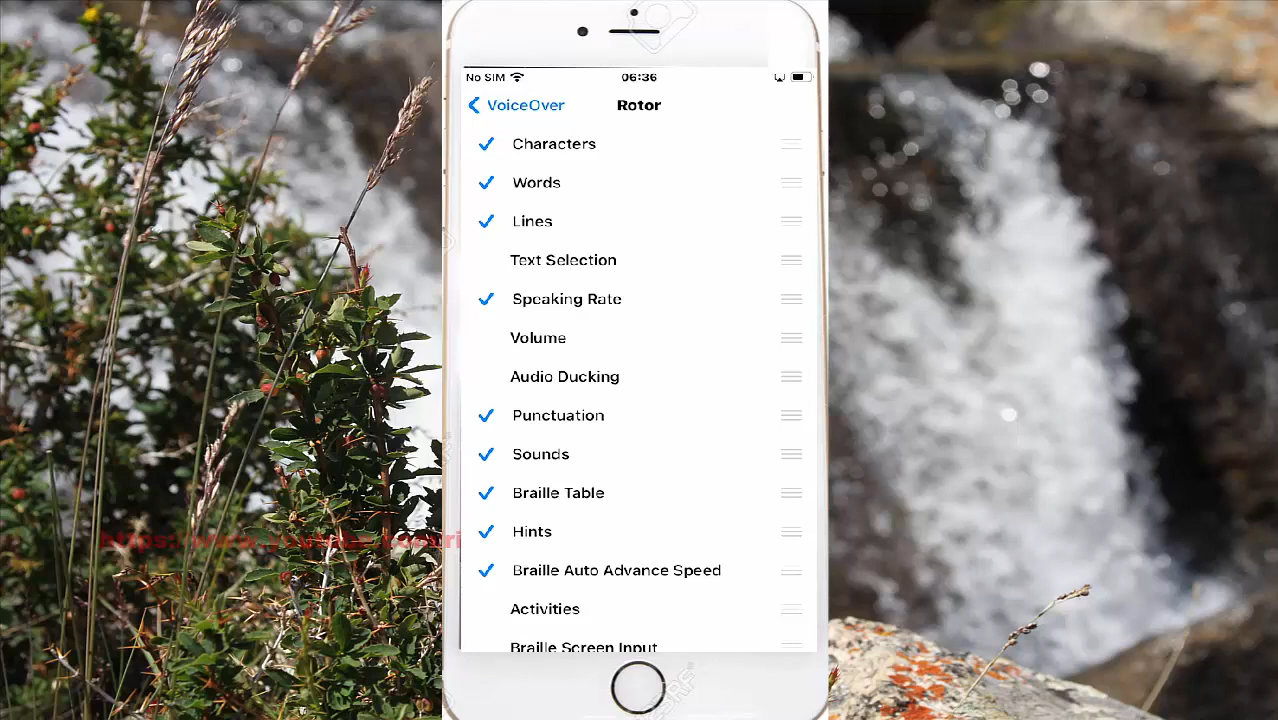 No SIM
06:36
VoiceOver
Rotor
Characters
Words
Lines
Text Selection
Speaking Rate
Volume
Audio Ducking
Punctuation
Sounds
Braille Table
Hints
Braille Auto Advance Speed
Activities
Braille Screen Input